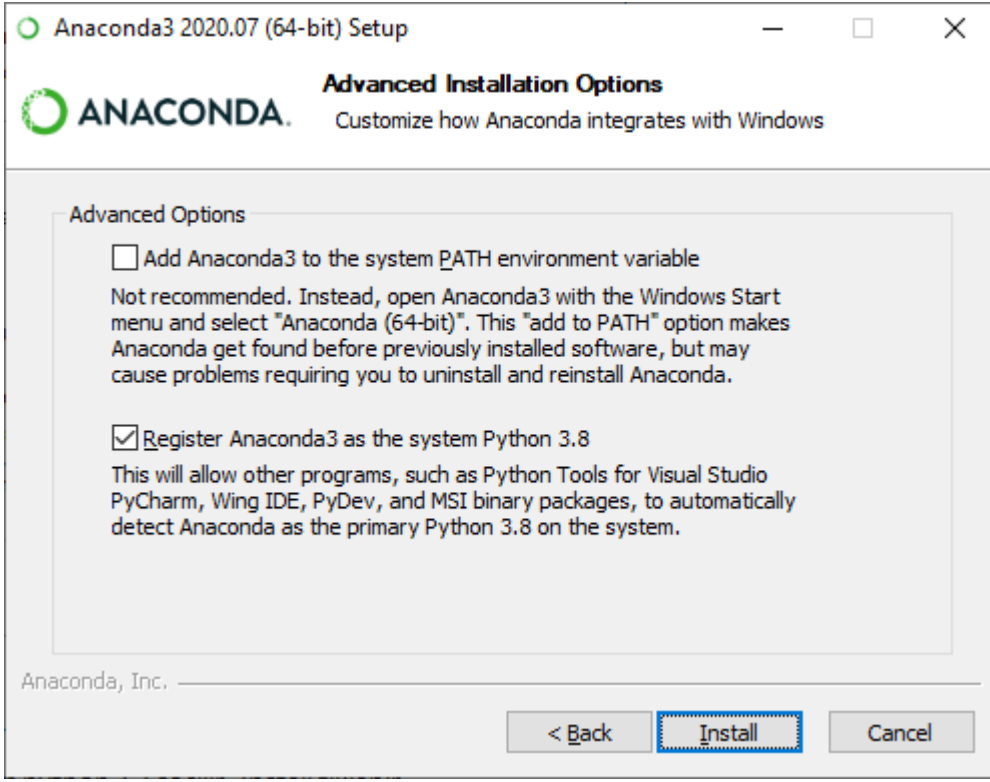 Anaconda3 2020.07 (64-bit) Setup
ANACONDA.
Advanced Installation Options
Customize how Anaconda integrates with Windows
Advanced Options
Add Anaconda3 to the system PATH environment variable
Not recommended. Instead, open Anaconda3 with the Windows Start
menu and select "Anaconda (64-bit)". This "add to PATH" option makes
Anaconda get found before previously installed software, but may
cause problems requiring you to uninstall and reinstall Anaconda.
Register Anaconda3 as the system Python 3.8
This will allow other programs, such as Python Tools for Visual Studio
PyCharm, Wing IDE, PyDev, and MSI binary packages, to automatically
detect Anaconda as the primary Python 3.8 on the system.
Anaconda, Inc.
< Back
Install
Cancel